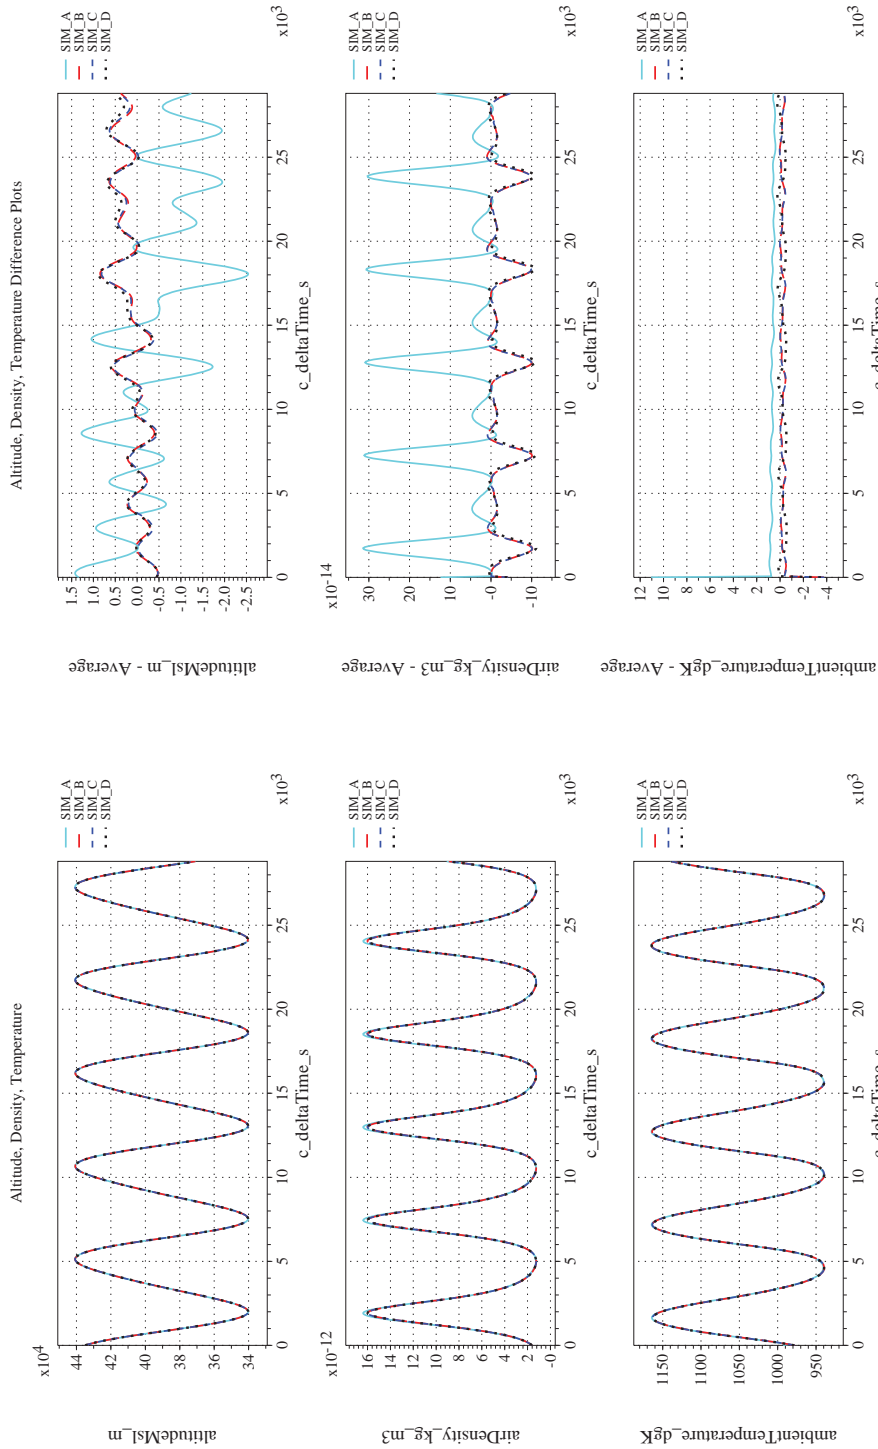 Altitude, Density, Temperature
x10^4
44
42
40
38
36
34
altitudeMsl_m
0
5
10
15
20
25
x10^3
c_deltaTime_s
SIM_A
SIM_B
SIM_C
SIM_D
x10^-12
16
14
12
10
8
6
4
2
-0
airDensity_kg_m3
0
5
10
15
20
25
x10^3
c_deltaTime_s
SIM_A
SIM_B
SIM_C
SIM_D
1150
1100
1050
1000
950
ambientTemperature_dgK
0
5
10
15
20
25
x10^3
c_deltaTime_s
SIM_A
SIM_B
SIM_C
SIM_D
Altitude, Density, Temperature Difference Plots
1.5
1.0
0.5
0.0
-0.5
-1.0
-1.5
-2.0
-2.5
altitudeMsl_m - Average
0
5
10
15
20
25
x10^3
c_deltaTime_s
SIM_A
SIM_B
SIM_C
SIM_D
x10^-14
30
20
10
-0
-10
airDensity_kg_m3 - Average
0
5
10
15
20
25
x10^3
c_deltaTime_s
SIM_A
SIM_B
SIM_C
SIM_D
12
10
8
6
4
2
0
-2
-4
ambientTemperature_dgK - Average
0
5
10
15
20
25
x10^3
c_deltaTime_s
SIM_A
SIM_B
SIM_C
SIM_D